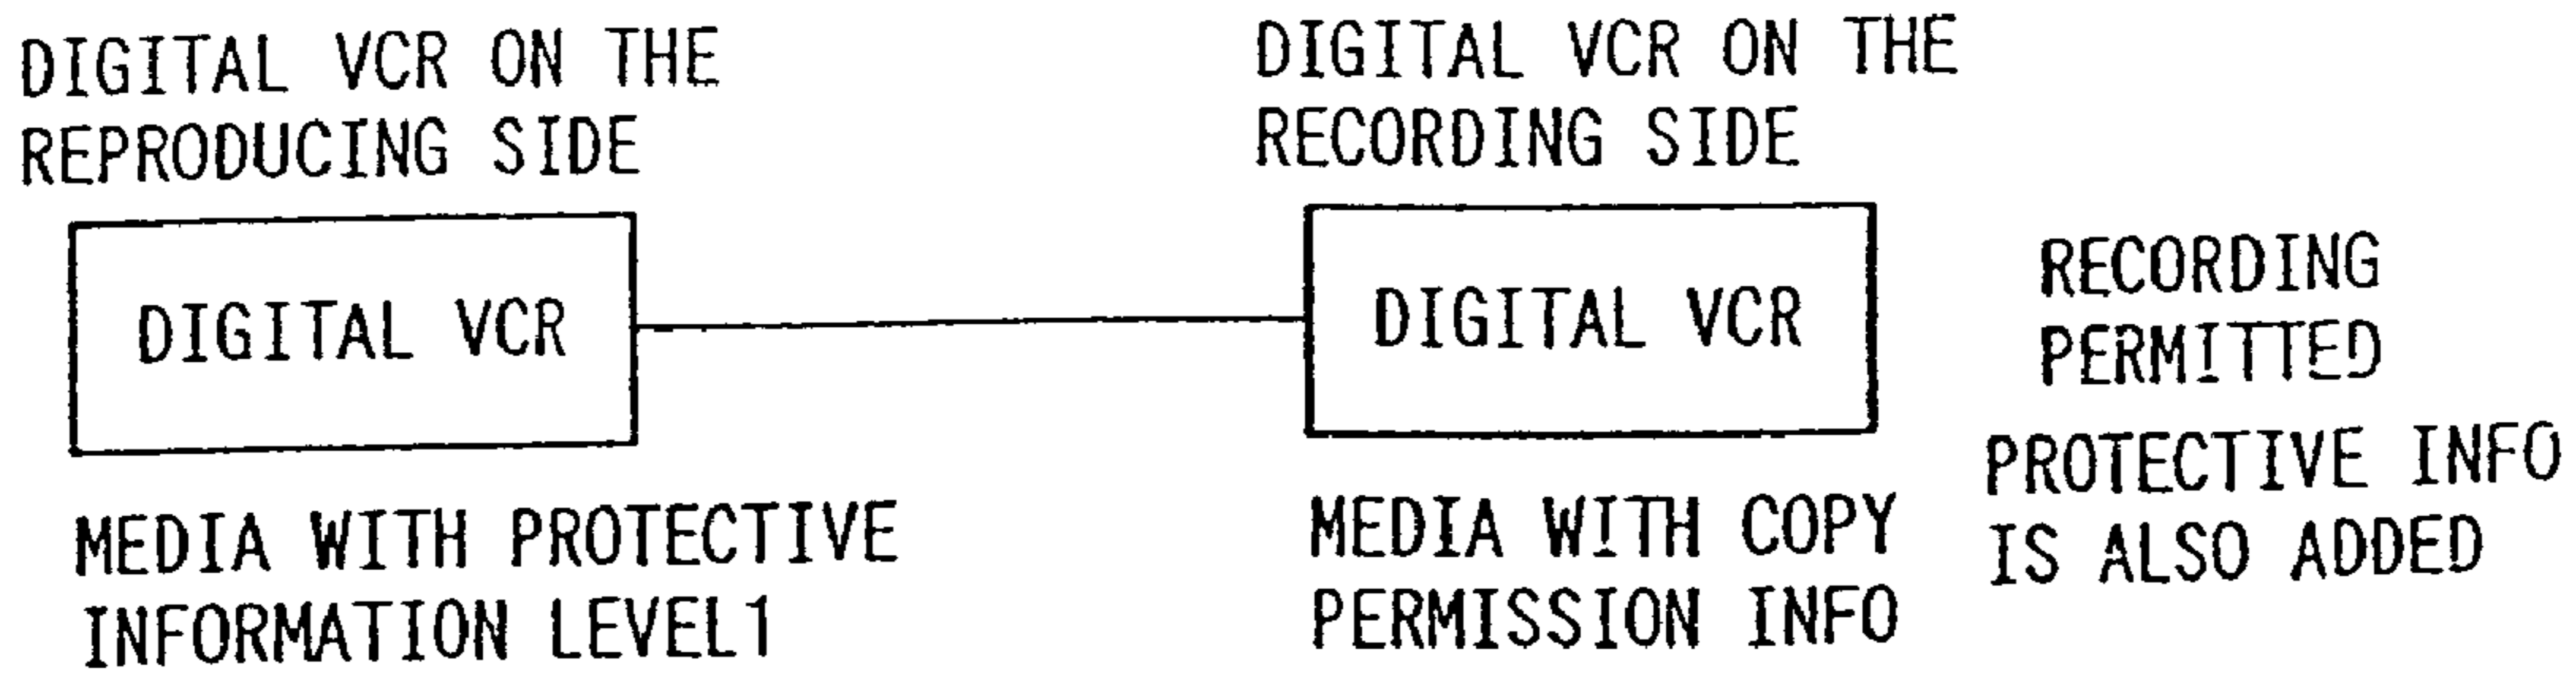 DIGITAL VCR ON THE
REPRODUCING SIDE
DIGITAL VCR
MEDIA WITH PROTECTIVE
INFORMATION LEVEL1
DIGITAL VCR ON THE
RECORDING SIDE
DIGITAL VCR
MEDIA WITH COPY
PERMISSION INFO
RECORDING
PERMITTED
PROTECTIVE INFO
IS ALSO ADDED